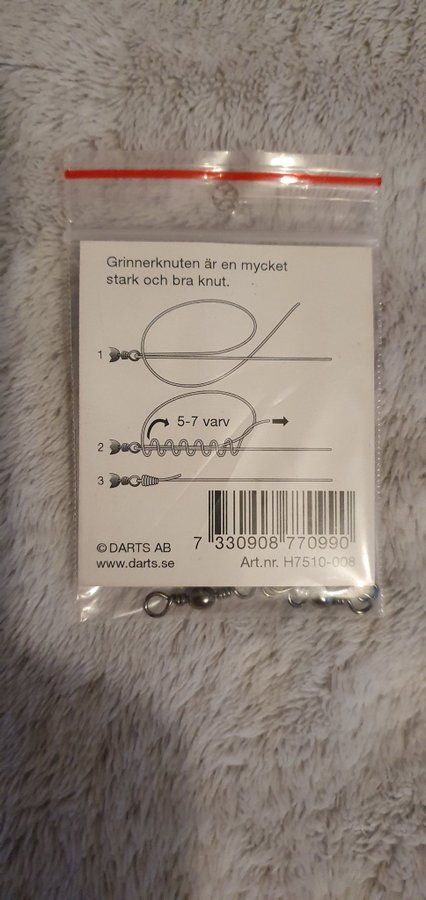 Grinnerknuten är en mycket
stark och bra knut.
1
5-7 varv
2
3
© DARTS AB
www.darts.se
7 330908 770990
Art.nr. H7510-008